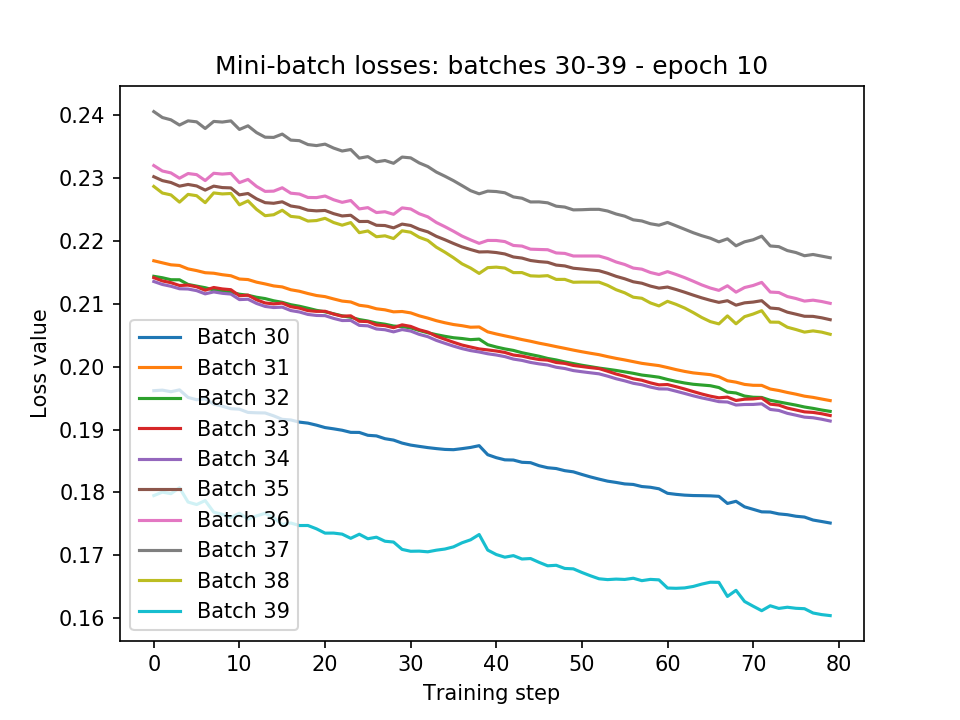 Mini-batch losses: batches 30-39 - epoch 10
Loss value
0.24
0.23
0.22
0.21
0.20
0.19
0.18
0.17
0.16
Batch 30
Batch 31
Batch 32
Batch 33
Batch 34
Batch 35
Batch 36
Batch 37
Batch 38
Batch 39
0 10 20 30 40 50 60 70 80
Training step